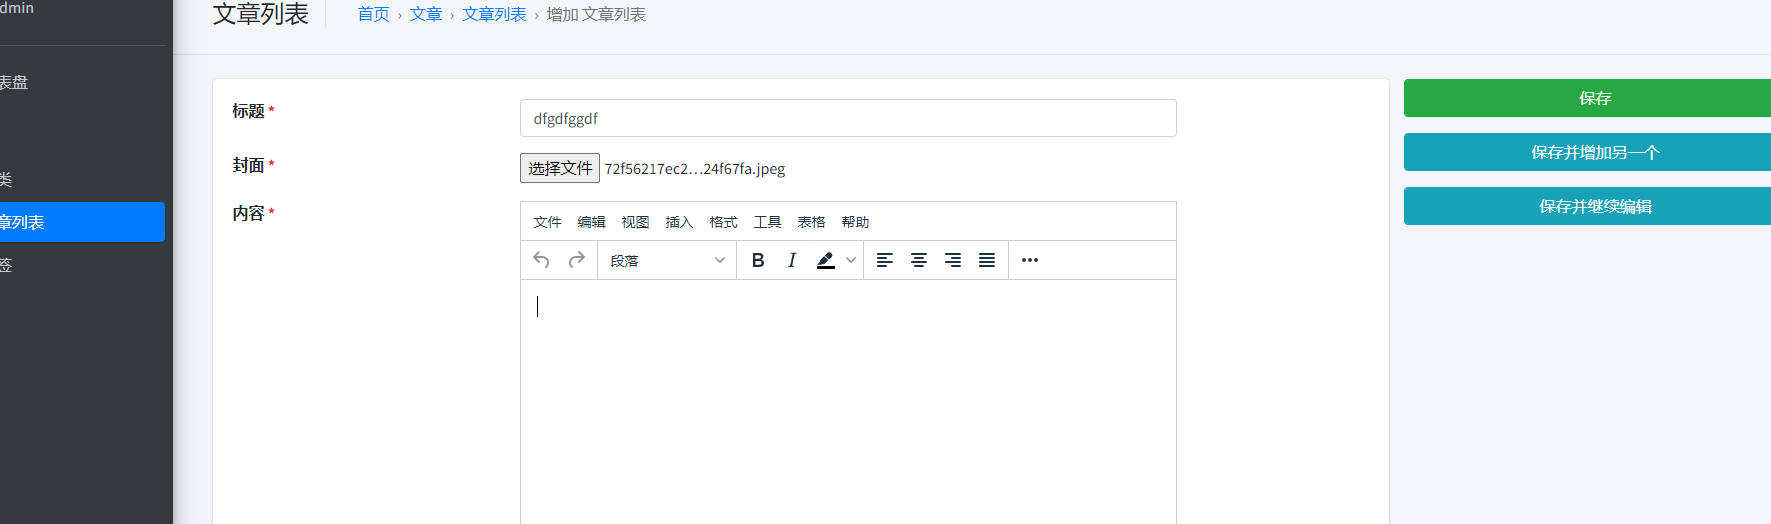 dmin
文章列表
首页 › 文章 › 文章列表 › 增加 文章列表
表盘
类
章列表
签
标题 *
dfgdfggdf
封面 *
选择文件 72f56217ec2...24f67fa.jpeg
内容 *
文件 编辑 视图 插入 格式 工具 表格 帮助
段落 B I
保存
保存并增加另一个
保存并继续编辑